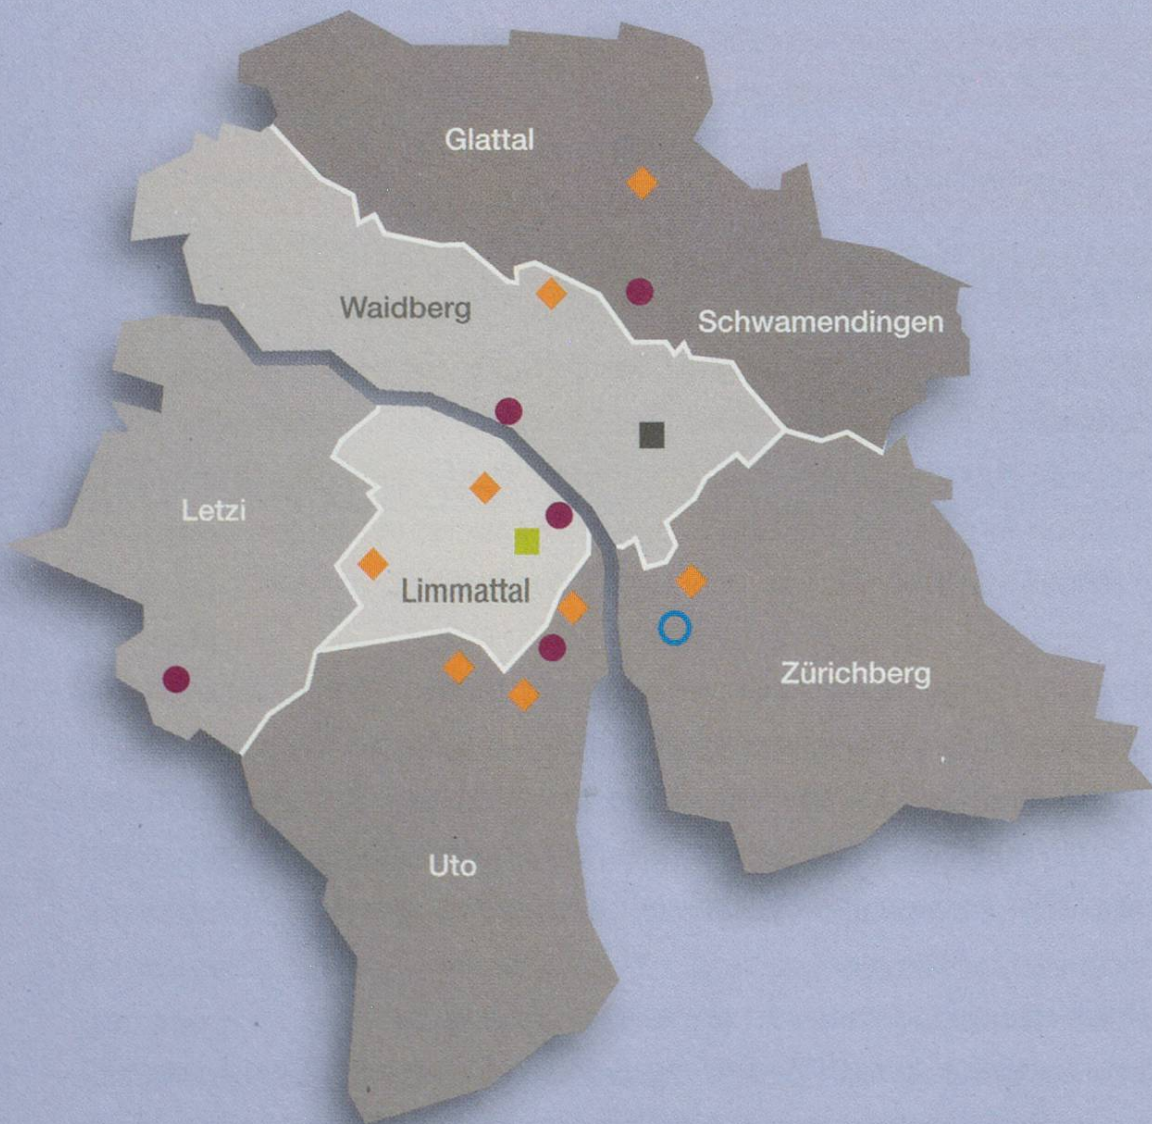 Glattal
Waidberg
Schwamendingen
Letzi
Limmattal
Zürichberg
Uto